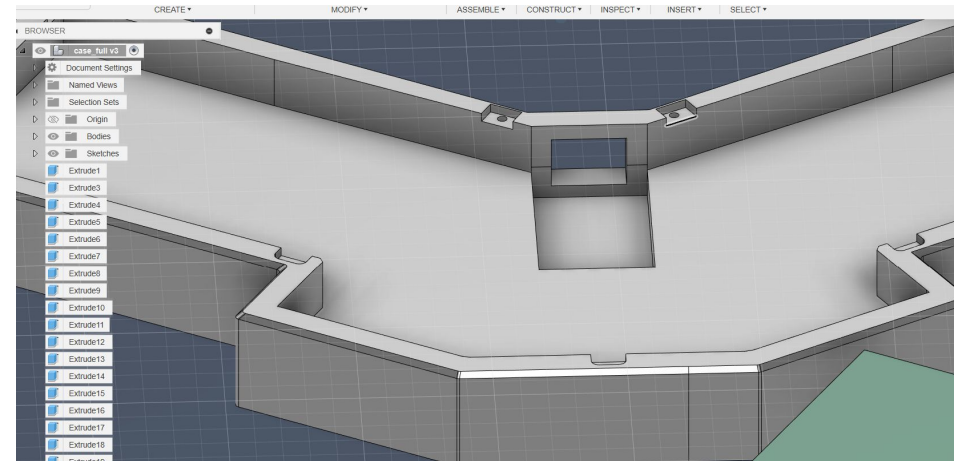 CREATE MODIFY ASSEMBLE CONSTRUCT INSPECT INSERT SELECT
BROWSER
case_full v3
Document Settings
Named Views
Selection Sets
Origin
Bodies
Sketches
Extrude1
Extrude3
Extrude4
Extrude5
Extrude6
Extrude7
Extrude8
Extrude9
Extrude10
Extrude11
Extrude12
Extrude13
Extrude14
Extrude15
Extrude16
Extrude17
Extrude18